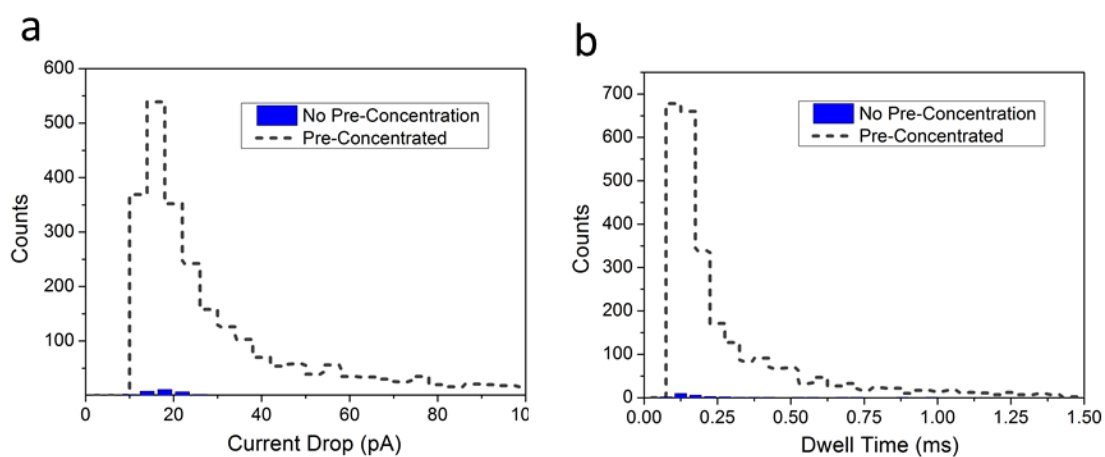 a
600
500
400
300
200
100
Counts
No Pre-Concentration
Pre-Concentrated
0 20 40 60 80 10
Current Drop (pA)
b
700
600
500
400
300
200
100
0
Counts
No Pre-Concentration
Pre-Concentrated
0.00 0.25 0.50 0.75 1.00 1.25 1.50
Dwell Time (ms)